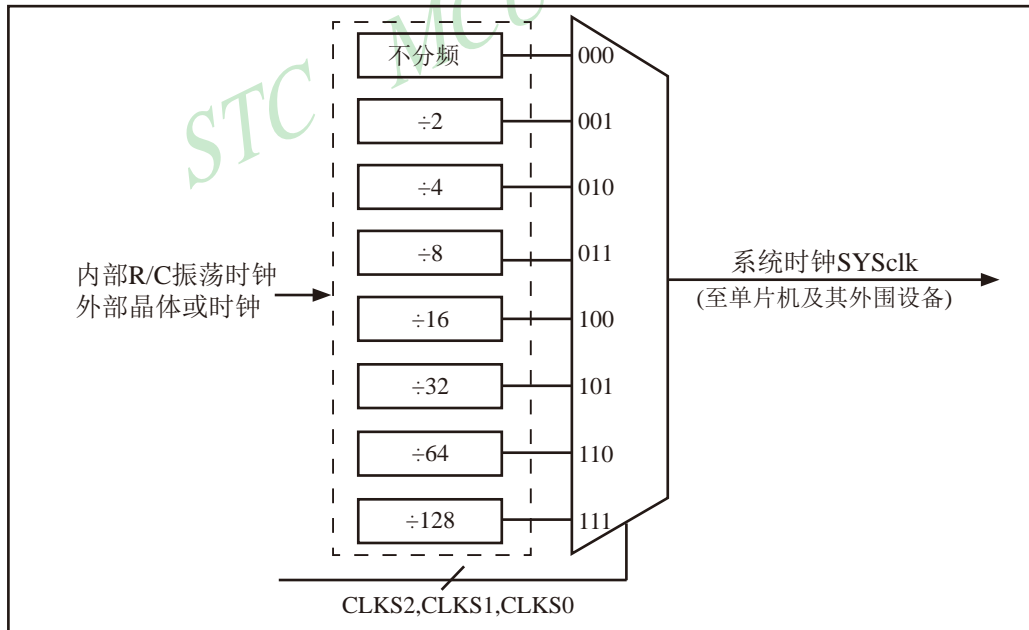 STC MCU
不分频
000
÷2
001
÷4
010
÷8
011
÷16
100
÷32
101
÷64
110
÷128
111
内部R/C振荡时钟
外部晶体或时钟
系统时钟SYSclk
(至单片机及其外围设备)
CLKS2,CLKS1,CLKS0